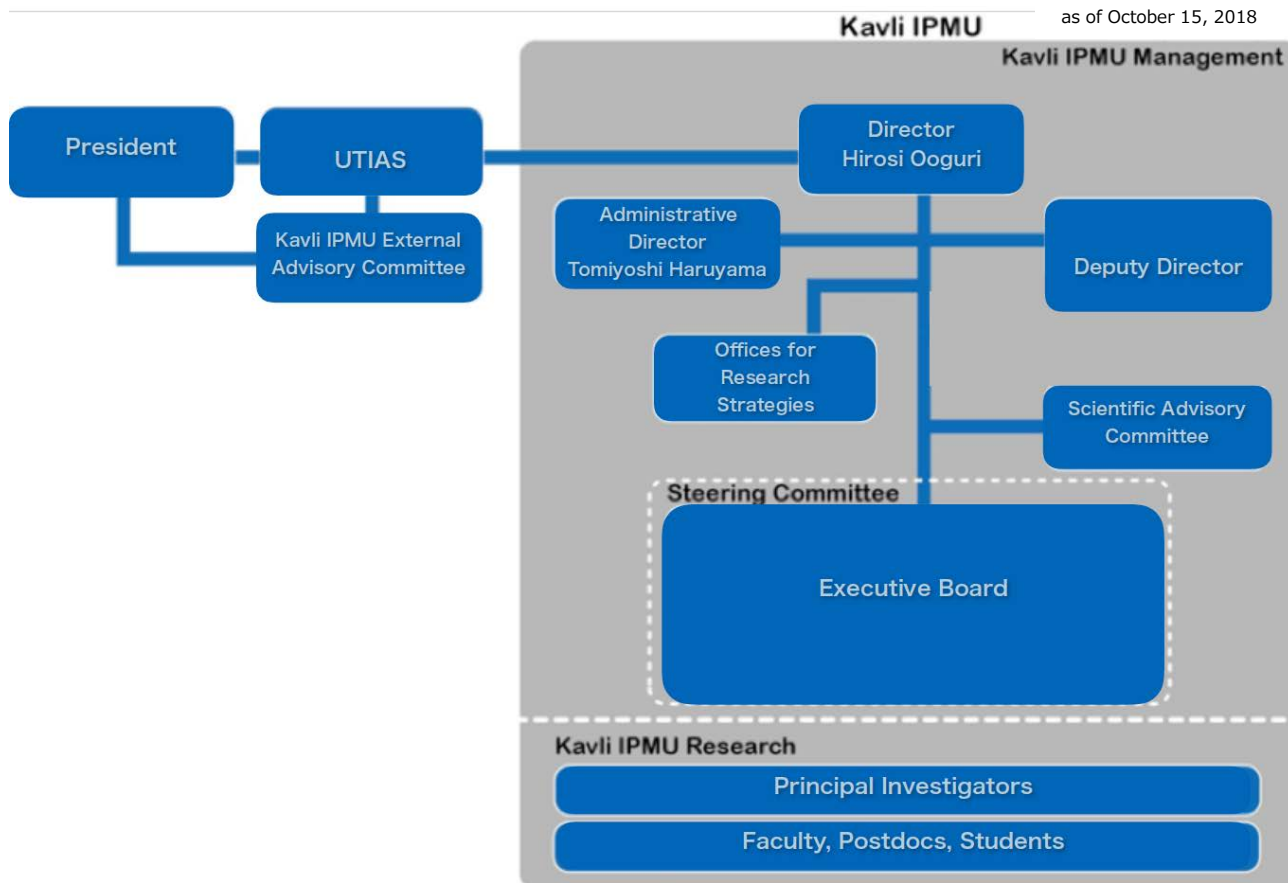 as of October 15, 2018
Kavli IPMU
Kavli IPMU Management
President
UTIAS
Director
Hirosi Ooguri
Kavli IPMU External
Advisory Committee
Administrative
Director
Tomiyoshi Haruyama
Deputy Director
Offices for
Research
Strategies
Scientific Advisory
Committee
Steering Committee
Executive Board
Kavli IPMU Research
Principal Investigators
Faculty, Postdocs, Students